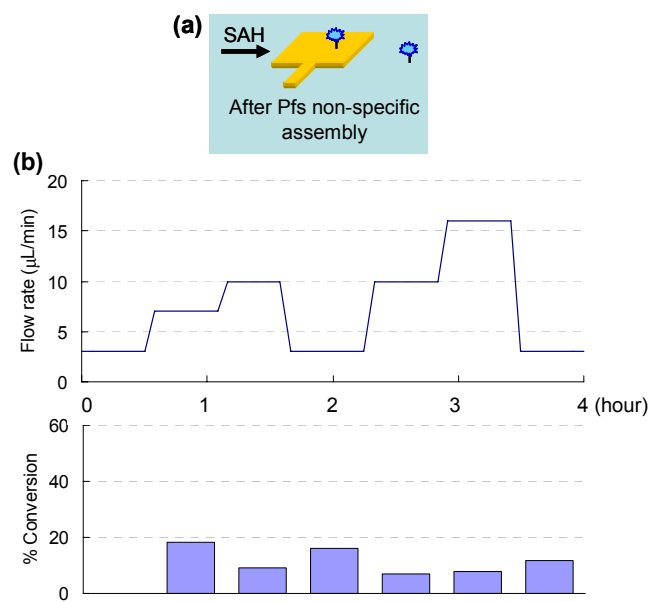 (a)
SAH
After Pfs non-specific
assembly
(b)
20
15
10
5
0
Flow rate (μL/min)
0 1 2 3 4 (hour)
60
40
20
0
% Conversion